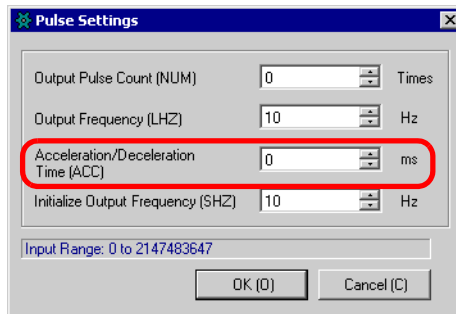 Pulse Settings
Output Pulse Count (NUM) 0 Times
Output Frequency (LHZ) 10 Hz
Acceleration/Deceleration
Time (ACC) 0 ms
Initialize Output Frequency (SHZ) 10 Hz
Input Range: 0 to 2147483647
OK (O) Cancel (C)